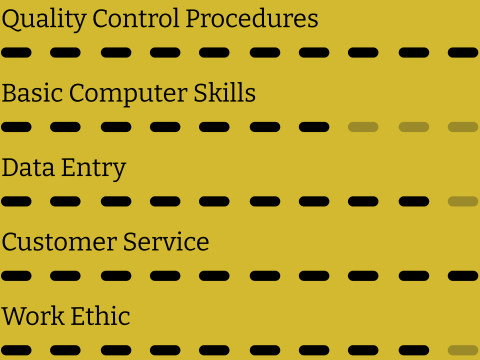 Quality Control Procedures
Basic Computer Skills
Data Entry
Customer Service
Work Ethic